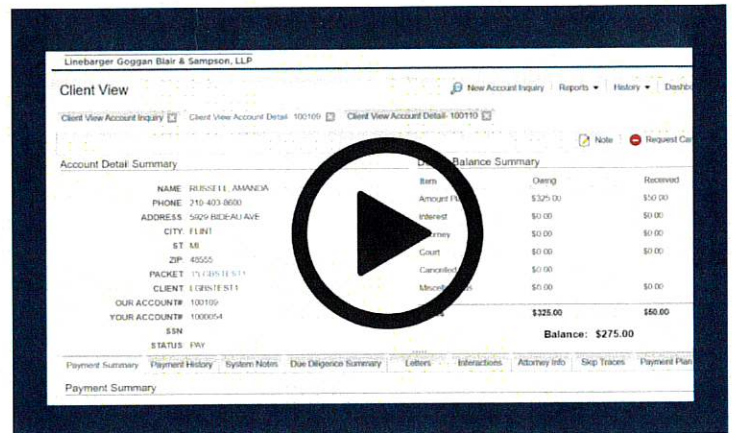 Linebarger Goggan Blair & Sampson, LLP
Client View
New Account Inquiry Reports History
Client View Account Inquiry Client View Account Detail- 100109 Client View Account Detail- 100110
Note Request
Account Detail Summary
Balance Summary
NAME RUSSELL, AMANDA
PHONE 210-403-8600
ADDRESS 5929 BIDEAU AVE
CITY FLINT
ST MI
ZIP 48555
PACKET
CLIENT LGBSTEST1
OUR ACCOUNT# 100109
YOUR ACCOUNT# 1000054
SSN
STATUS PAY
Item Owing Received
Amount $325.00 $50.00
Interest $0.00 $0.00
$0.00 $0.00
Court $0.00 $0.00
Cancelled $0.00
$0.00 $0.00
$325.00 $50.00
Balance: $275.00
Payment Summary Payment History System Notes Due Diligence Summary Letters Interactions Attorney Info Skip Traces Payment Plan
Payment Summary